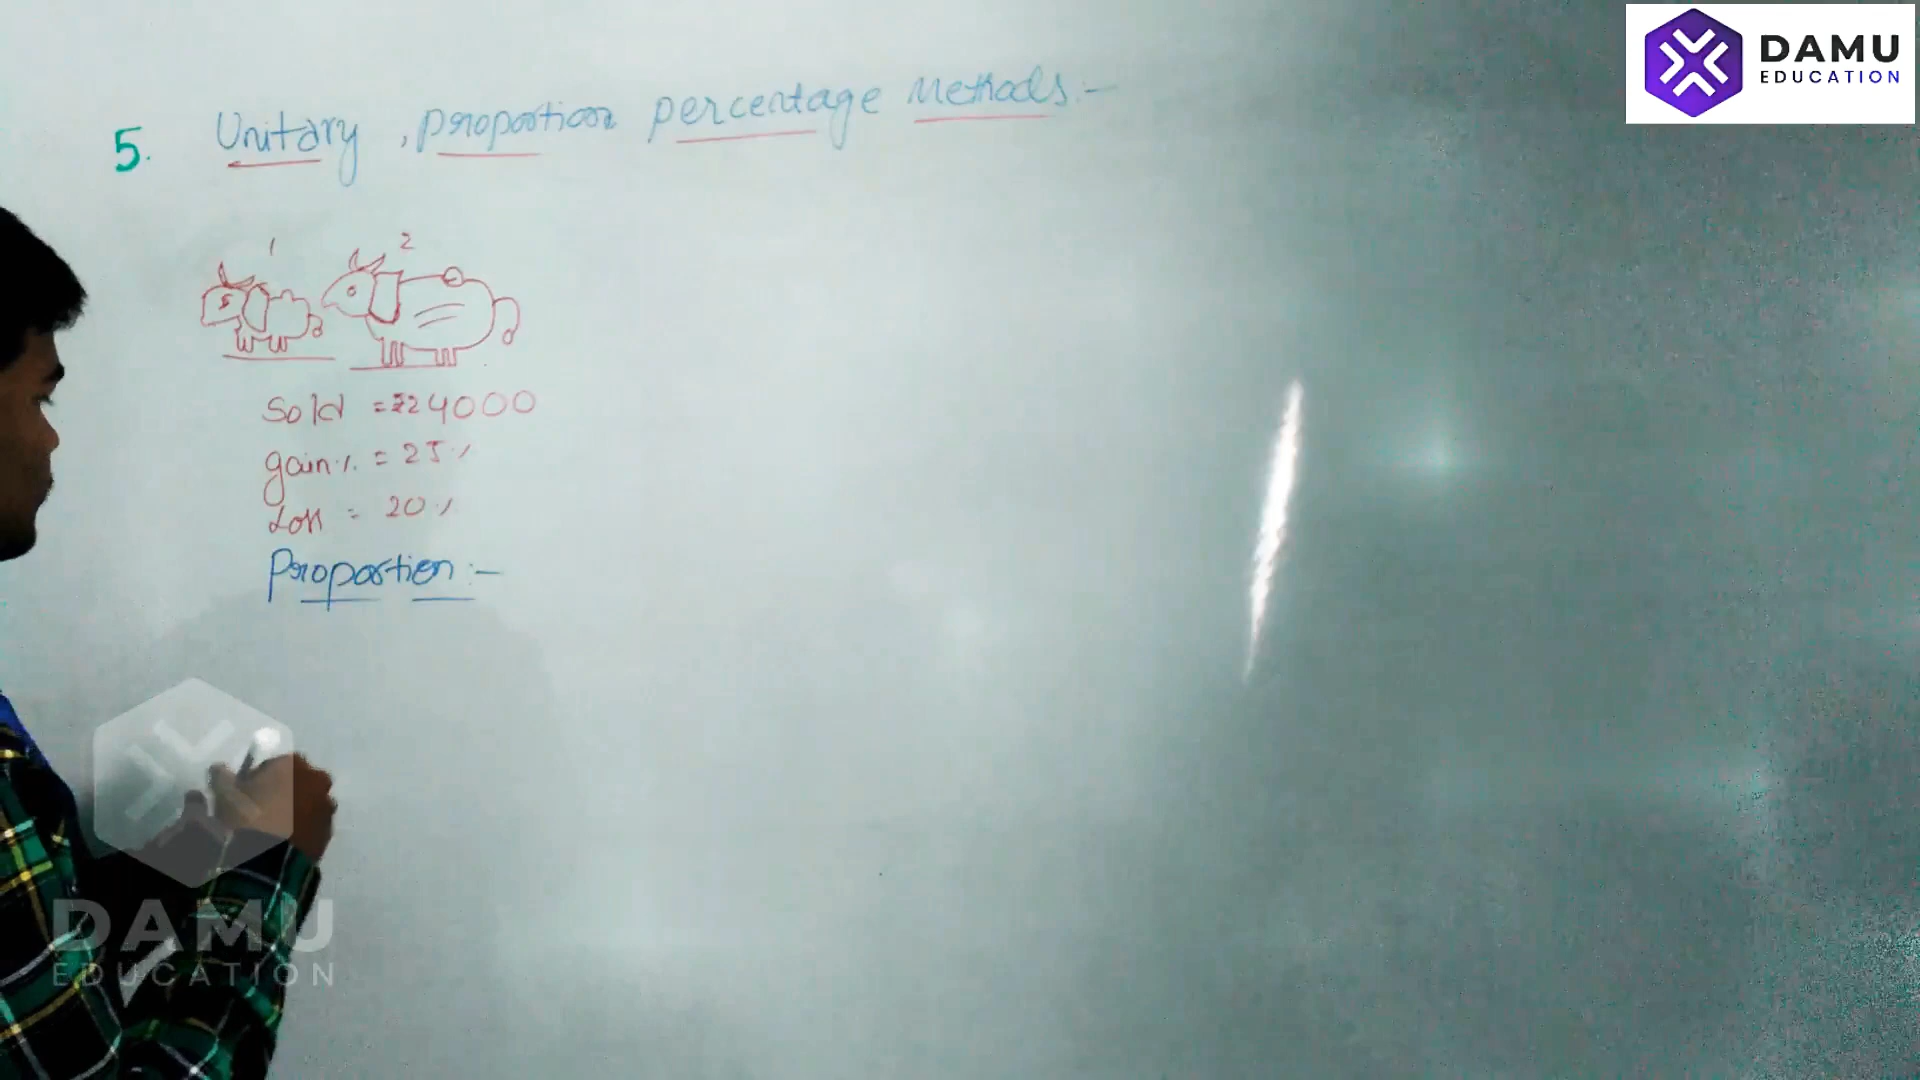 DAMU
EDUCATION
5. Unitary, proportion percentage Methods:-
1 2
Sold = ₹24000
gain% = 25%
Loss = 20%
Proportion:-
DAMU
EDUCATION